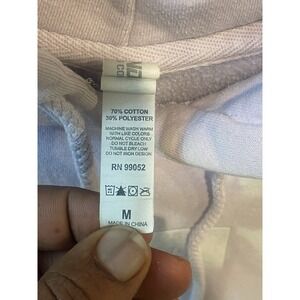 70% COTTON
30% POLYESTER
MACHINE WASH WARM
WITH LIKE COLORS
NORMAL CYCLE ONLY
DO NOT BLEACH
TUMBLE DRY LOW
DO NOT IRON DESIGN
RN 99052
M
MADE IN CHINA